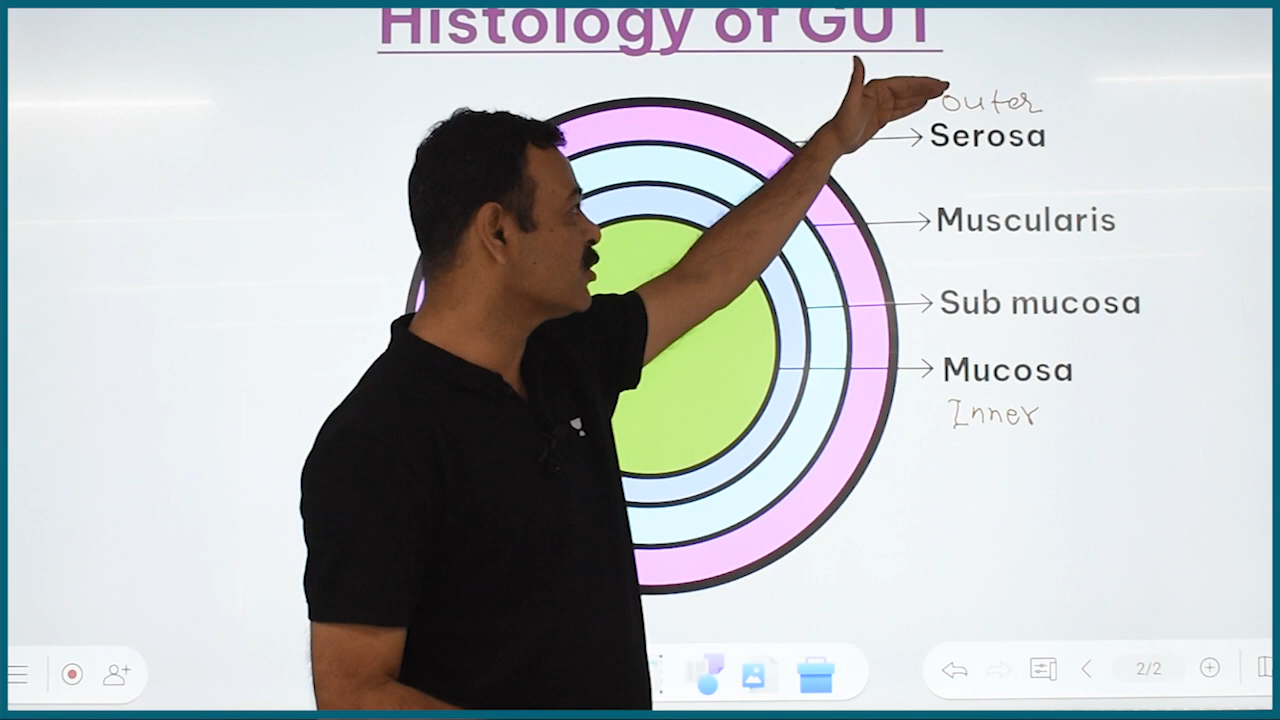 Histology of GUT
outer
Serosa
Muscularis
Sub mucosa
Mucosa
Inner
2/2